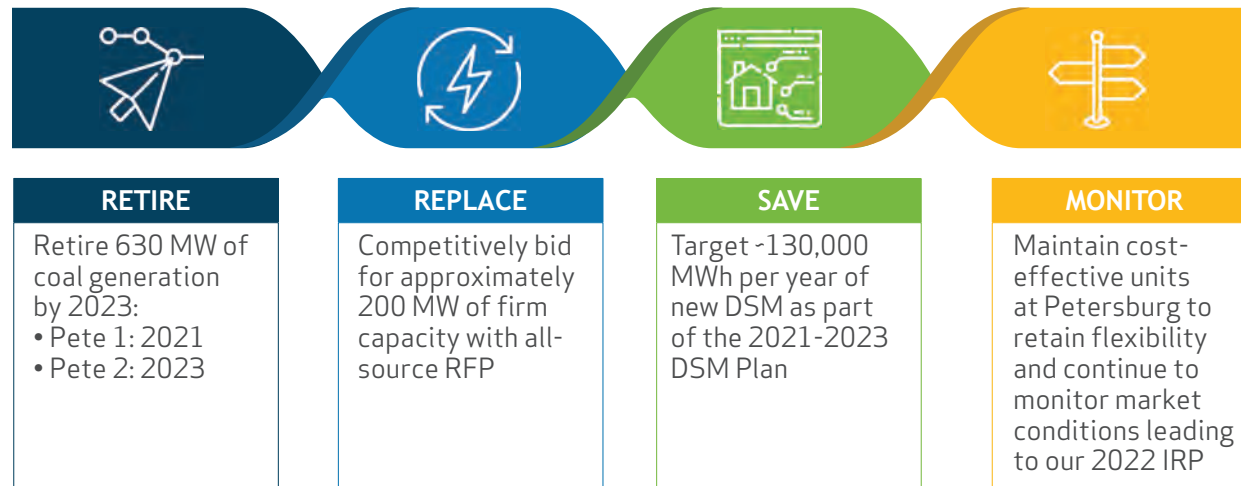 RETIRE
Retire 630 MW of
coal generation
by 2023:
• Pete 1: 2021
• Pete 2: 2023
REPLACE
Competitively bid
for approximately
200 MW of firm
capacity with all-
source RFP
SAVE
Target ~130,000
MWh per year of
new DSM as part
of the 2021-2023
DSM Plan
MONITOR
Maintain cost-
effective units
at Petersburg to
retain flexibility
and continue to
monitor market
conditions leading
to our 2022 IRP